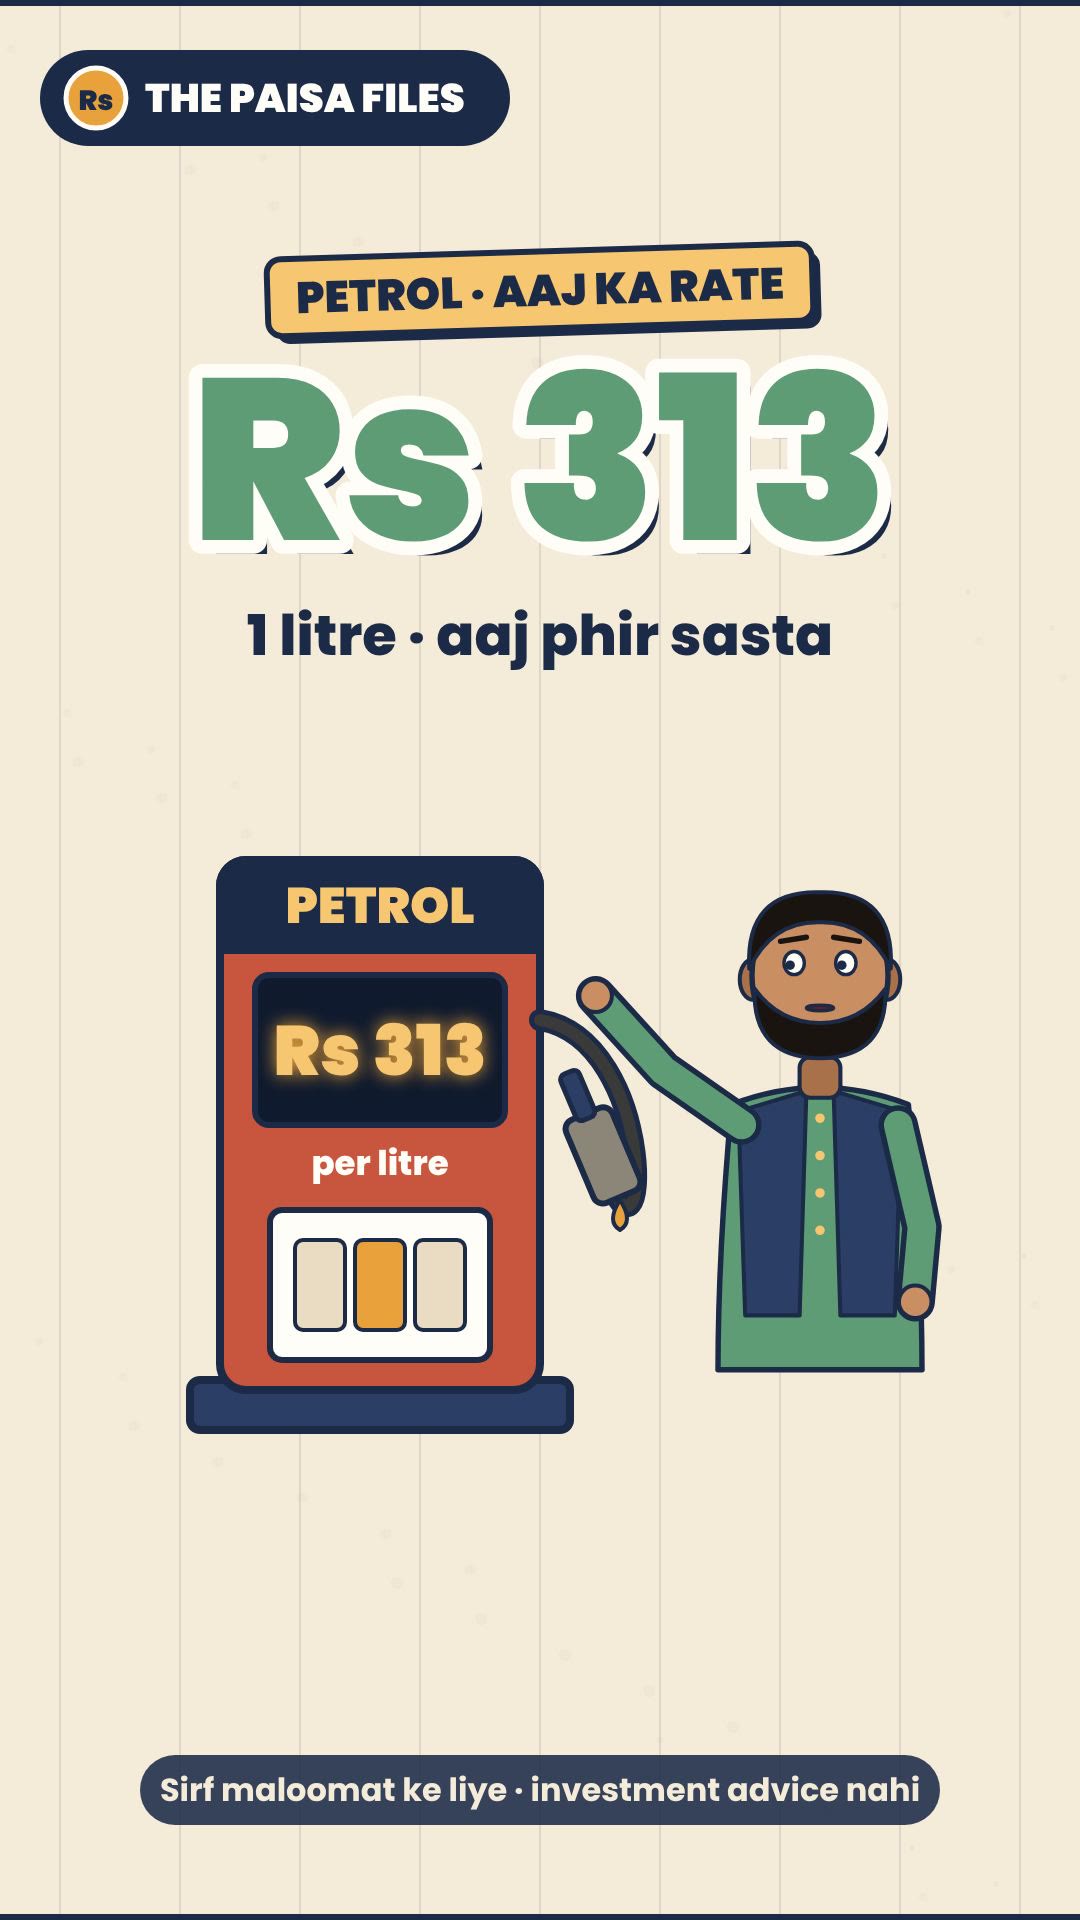 Rs THE PAISA FILES
PETROL · AAJ KA RATE
Rs 313
1 litre · aaj phir sasta
PETROL
Rs 313
per litre
Sirf maloomat ke liye · investment advice nahi